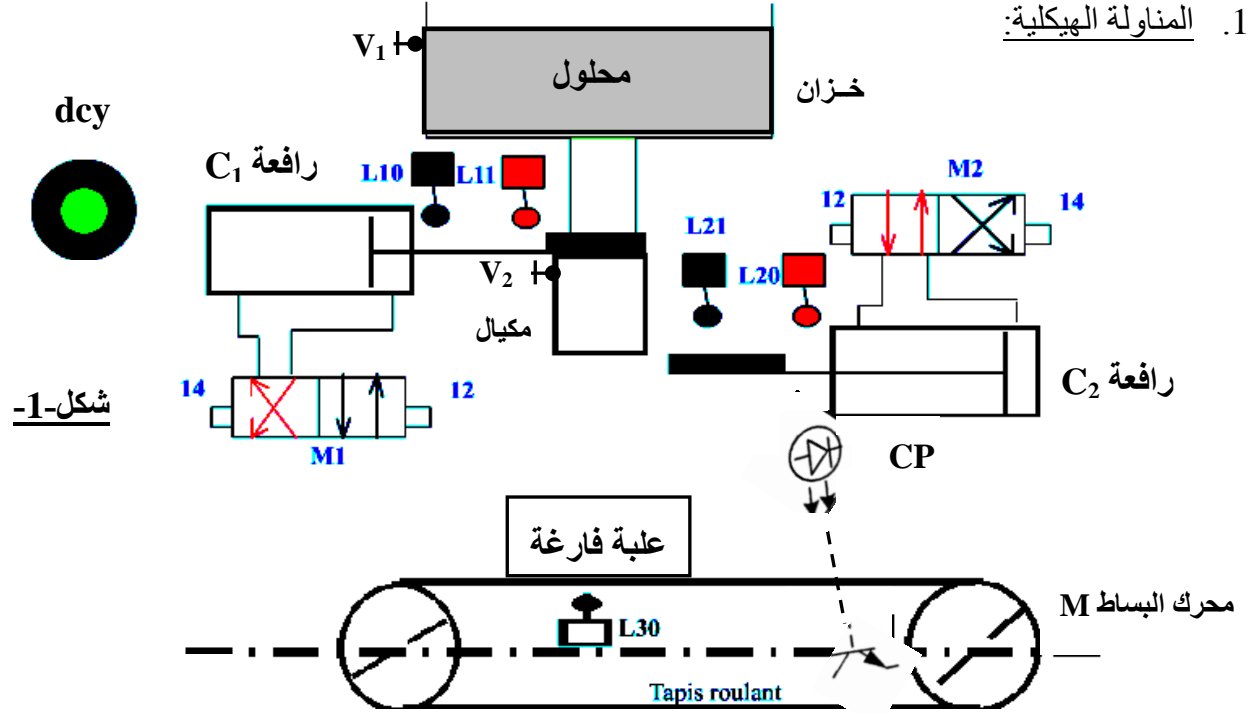 1. المناولة الهيكلية:
V1
محلول
خـزان
dcy
رافعة C1
L10
L11
M2
12
14
L21
V2
L20
مكيال
رافعة C2
14
12
شكل-1-
M1
CP
علبة فارغة
محرك البساط M
L30
Tapis roulant